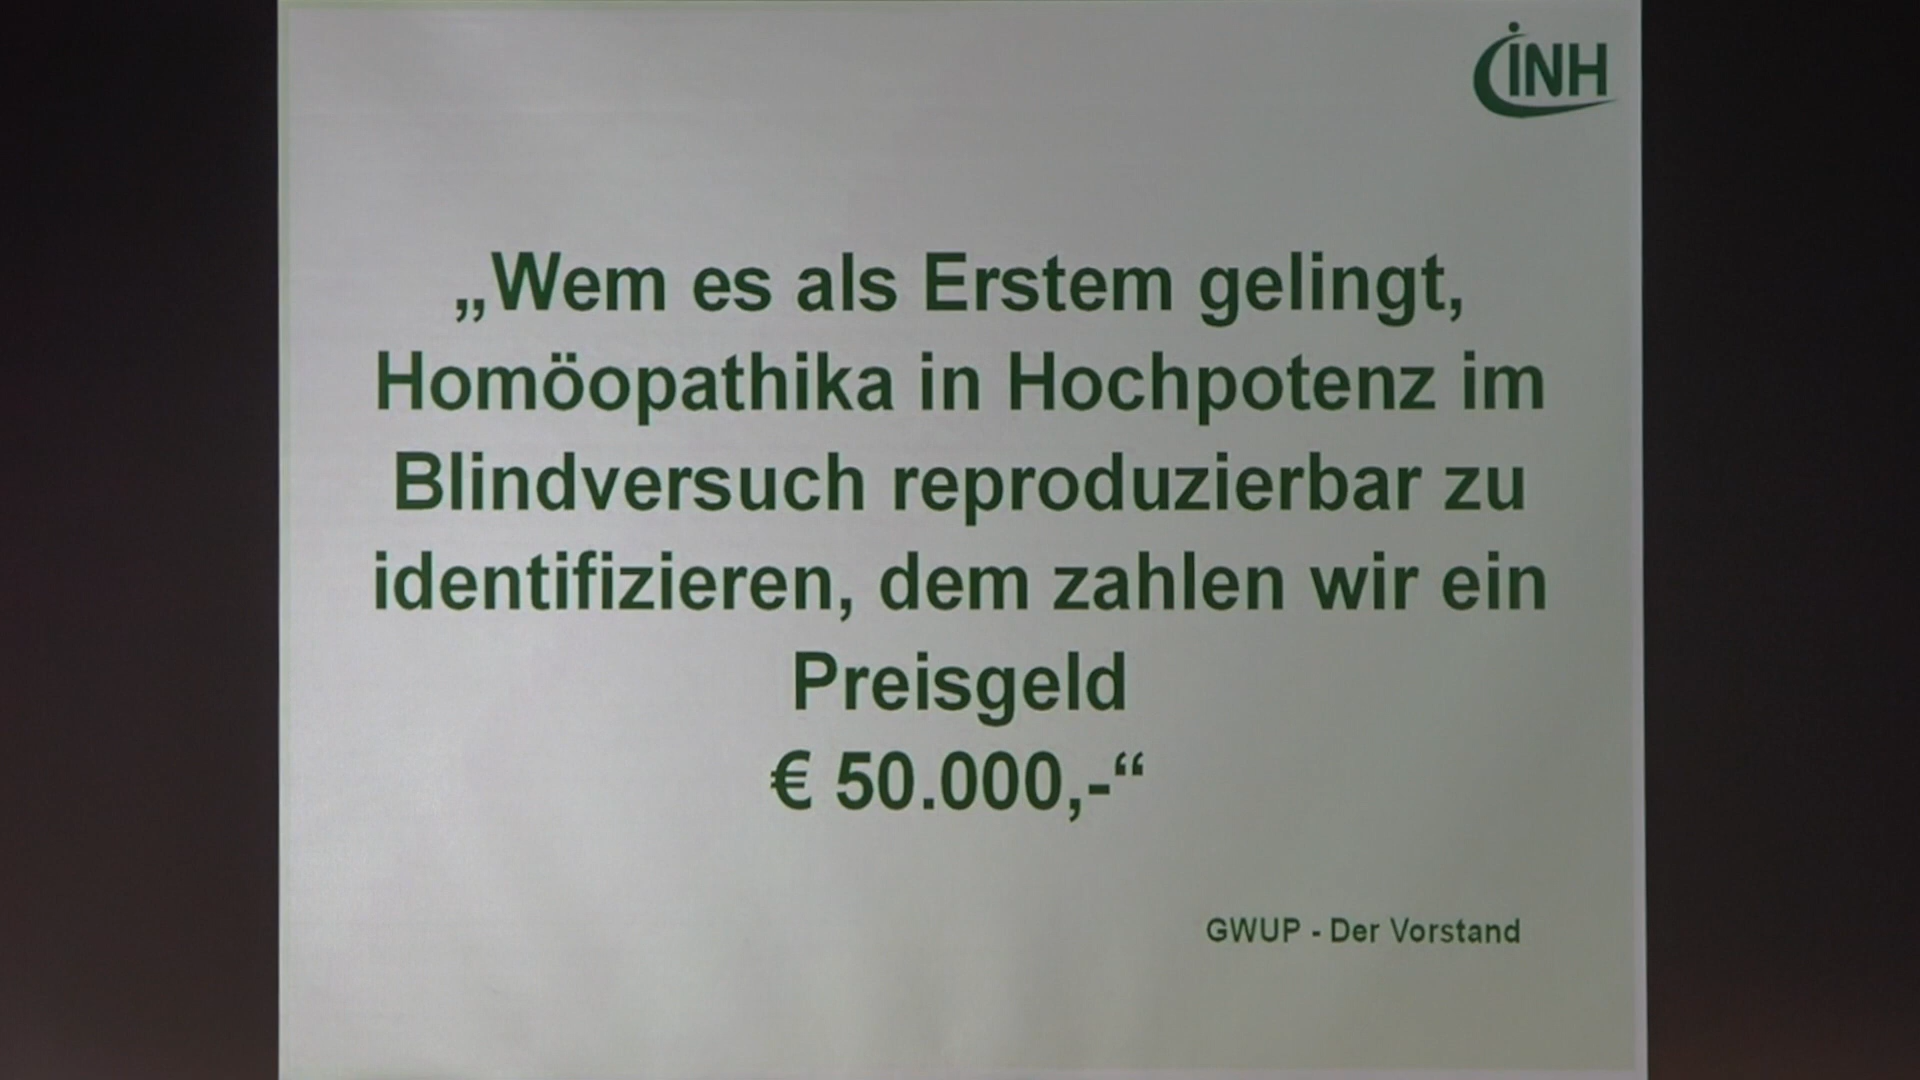 INH
„Wem es als Erstem gelingt,
Homöopathika in Hochpotenz im
Blindversuch reproduzierbar zu
identifizieren, dem zahlen wir ein
Preisgeld
€ 50.000,-“
GWUP - Der Vorstand